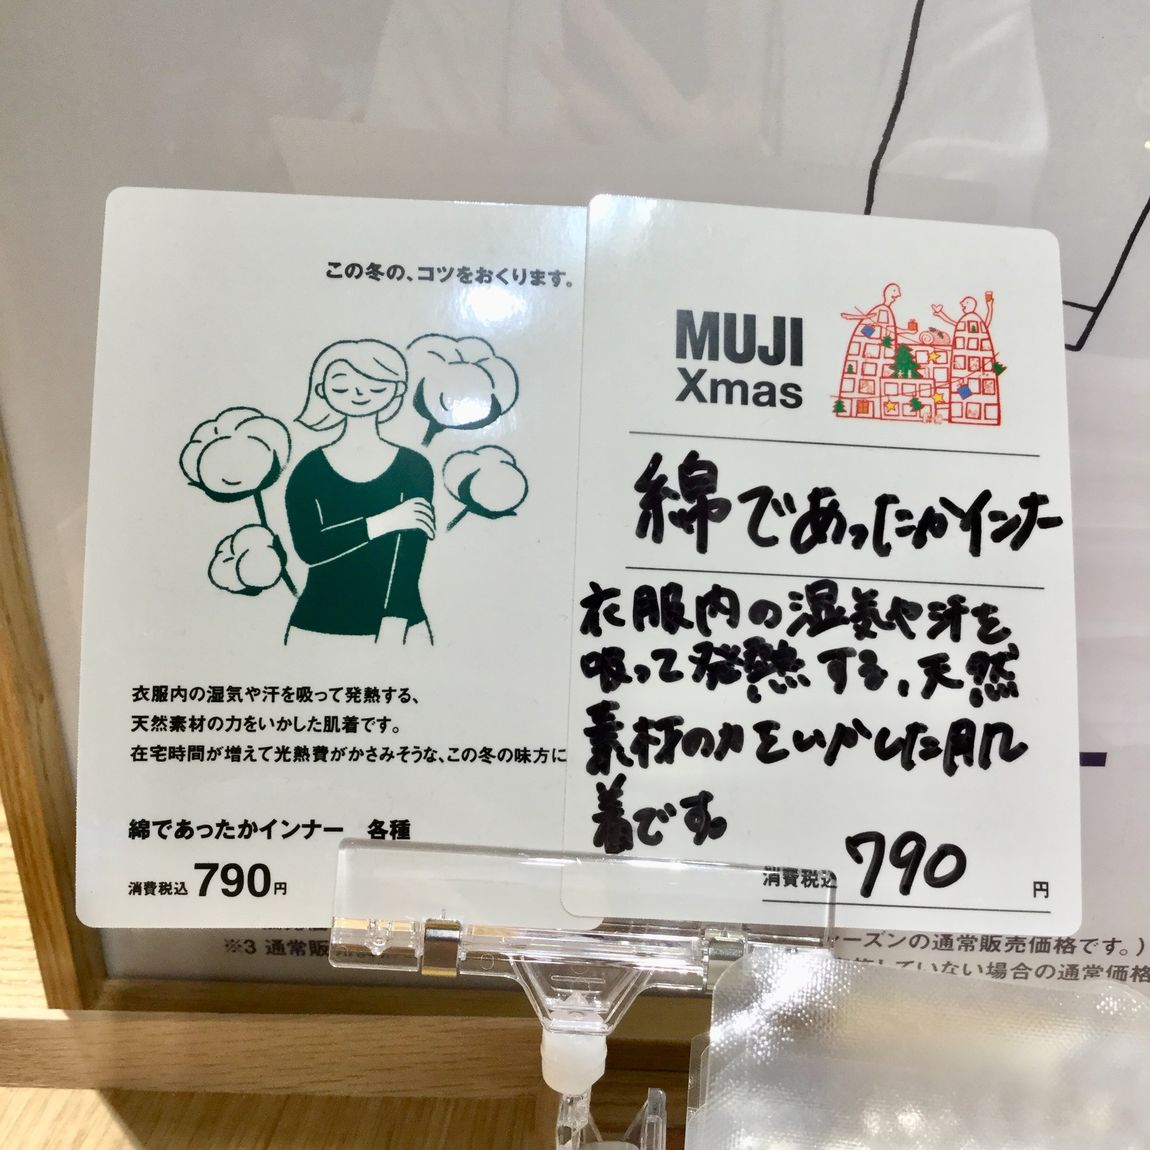 この冬の、コツをおくります。
衣服内の湿気や汗を吸って発熱する、
天然素材の力をいかした肌着です。
在宅時間が増えて光熱費がかさみそうな、この冬の味方に
綿であったかインナー 各種
消費税込 790円
MUJI
Xmas
綿であったかインナー
衣服内の湿気や汗を
吸って発熱する、天然
素材の力をいかした肌
着です。
消費税込 790 円
※3 通常販
ーズンの通常販売価格です。)
していない場合の通常価格